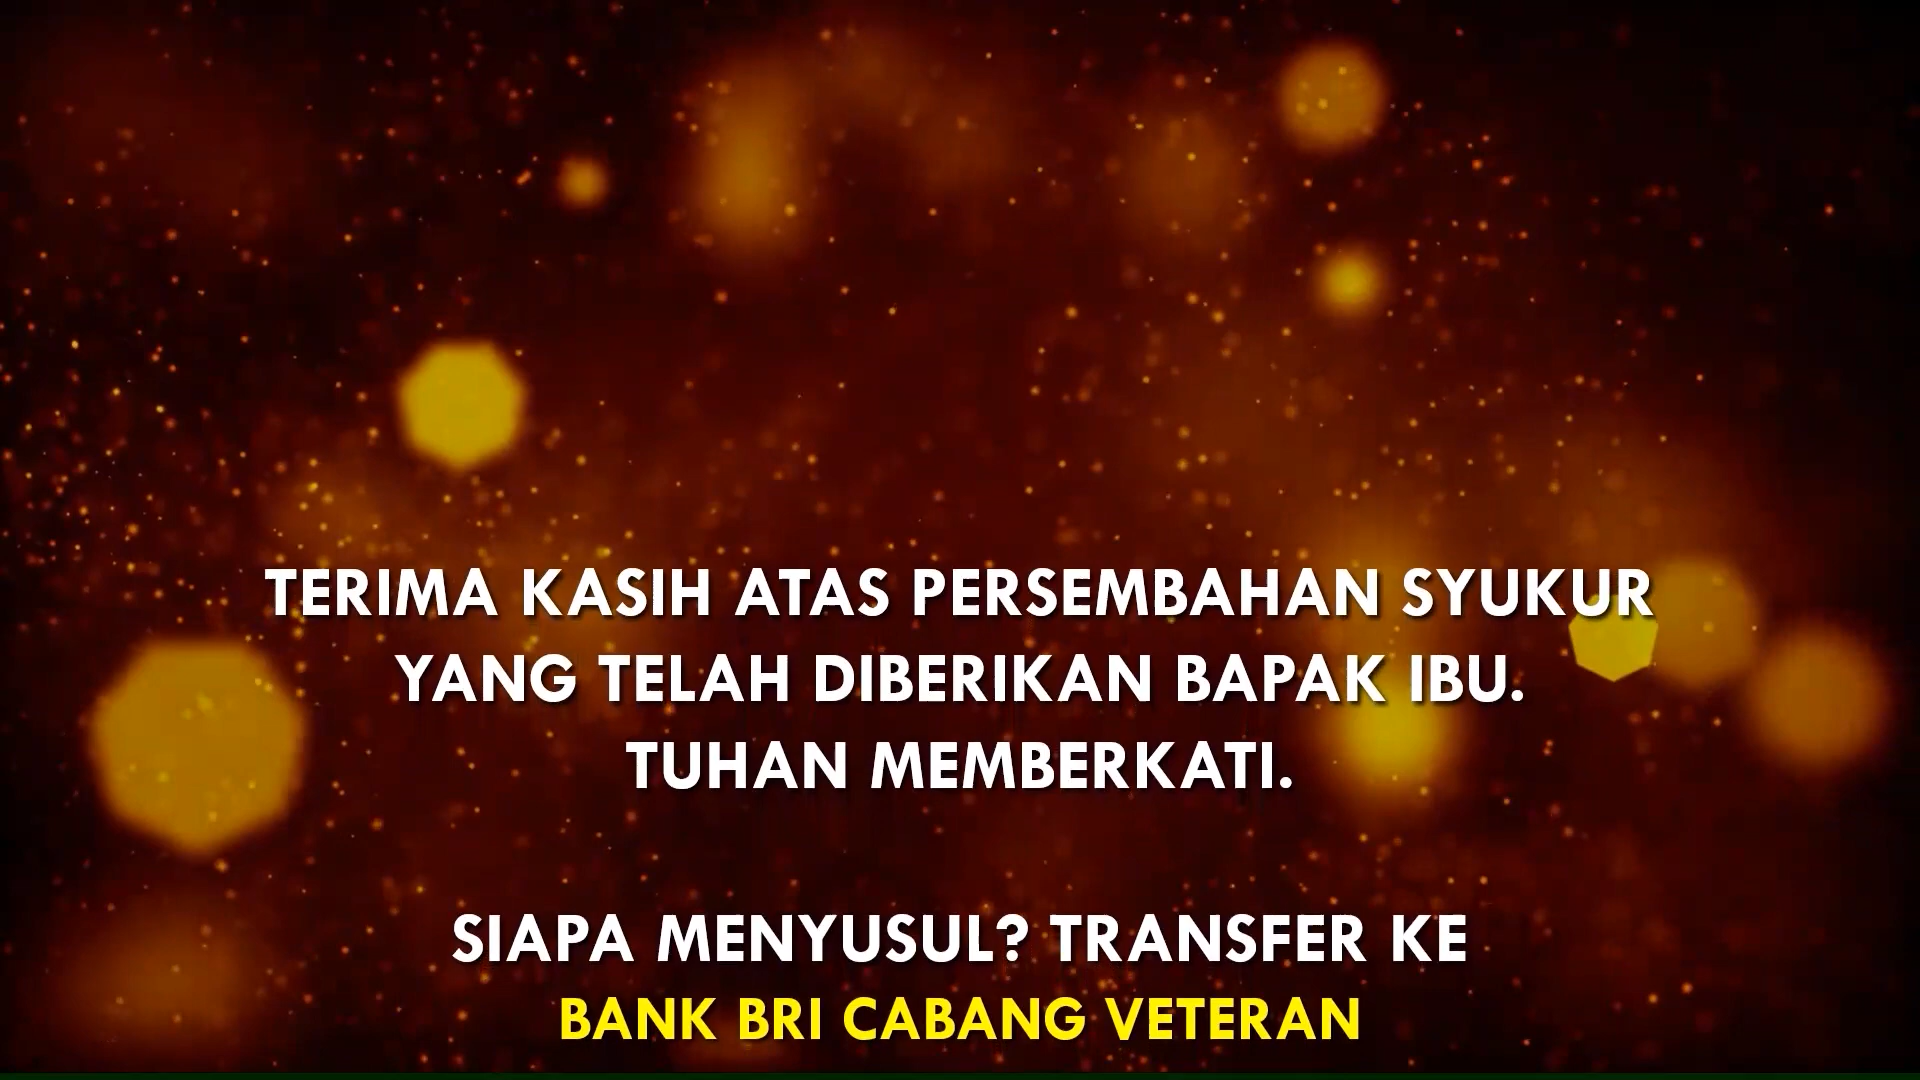 TERIMA KASIH ATAS PERSEMBAHAN SYUKUR
YANG TELAH DIBERIKAN BAPAK IBU.
TUHAN MEMBERKATI.
SIAPA MENYUSUL? TRANSFER KE
BANK BRI CABANG VETERAN